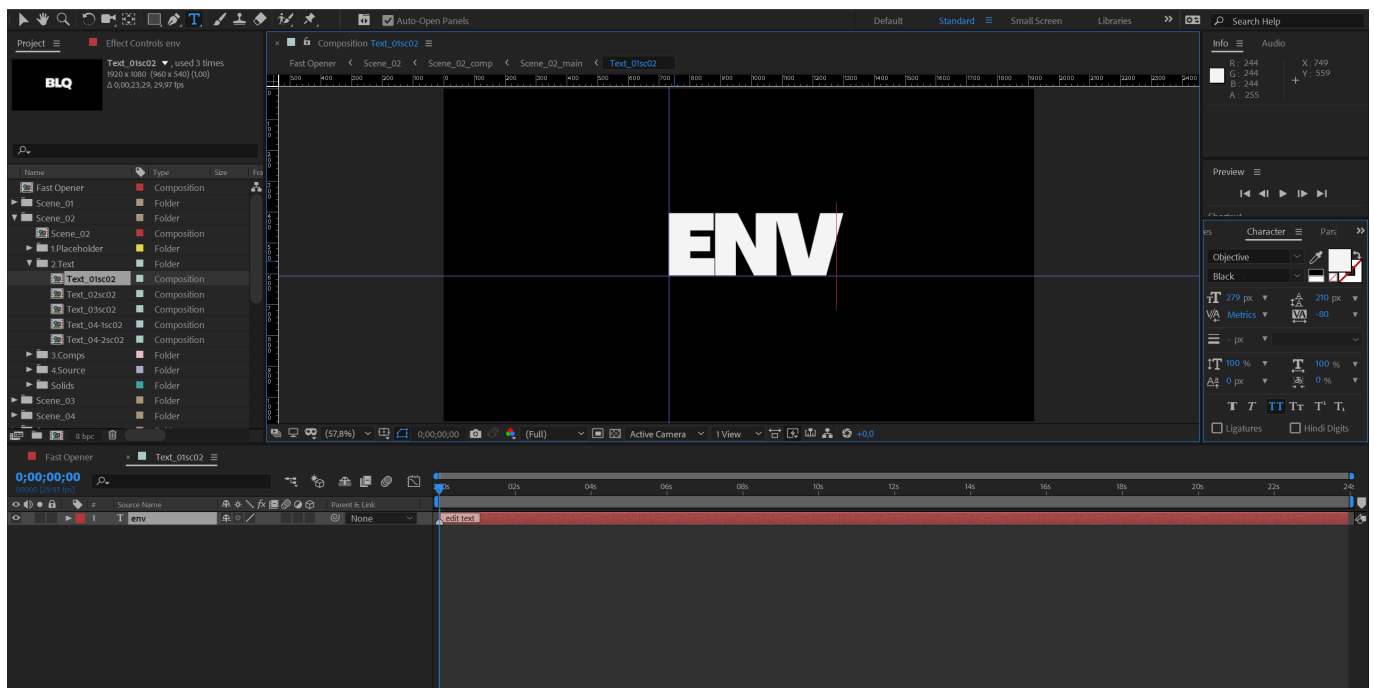 Auto-Open Panels
Default Standard Small Screen Libraries Search Help
Project Effect Controls env
Composition Text_01sc02
Info Audio
Text_01sc02 ▼ , used 3 times
1920 x 1080 (960 x 540) (1,00)
Δ 0;00;23;29, 29,97 fps
BLQ
Fast Opener Scene_02 Scene_02_comp Scene_02_main Text_01sc02
R: 244
G: 244
B: 244
A: 255
X: 749
Y: 559
Name Type Size Fra
Fast Opener Composition
Scene_01 Folder
Scene_02 Folder
Scene_02 Composition
1.Placeholder Folder
2.Text Folder
Text_01sc02 Composition
Text_02sc02 Composition
Text_03sc02 Composition
Text_04-1sc02 Composition
Text_04-2sc02 Composition
3.Comps Folder
4.Source Folder
Solids Folder
Scene_03 Folder
Scene_04 Folder
8 bpc
ENV
Preview
es Character Par
Objective
Black
279 px 210 px
Metrics -80
- px
100 % 100 %
0 px 0 %
T T TT Tr T¹ T₁
Ligatures Hindi Digits
(57,8%) 0;00;00;00 (Full) Active Camera 1 View +0,0
Fast Opener Text_01sc02
0;00;00;00
00000 (29.97 fps)
02s 04s 06s 08s 10s 12s 14s 16s 18s 20s 22s
# Source Name Parent & Link
1 T env None
edit text